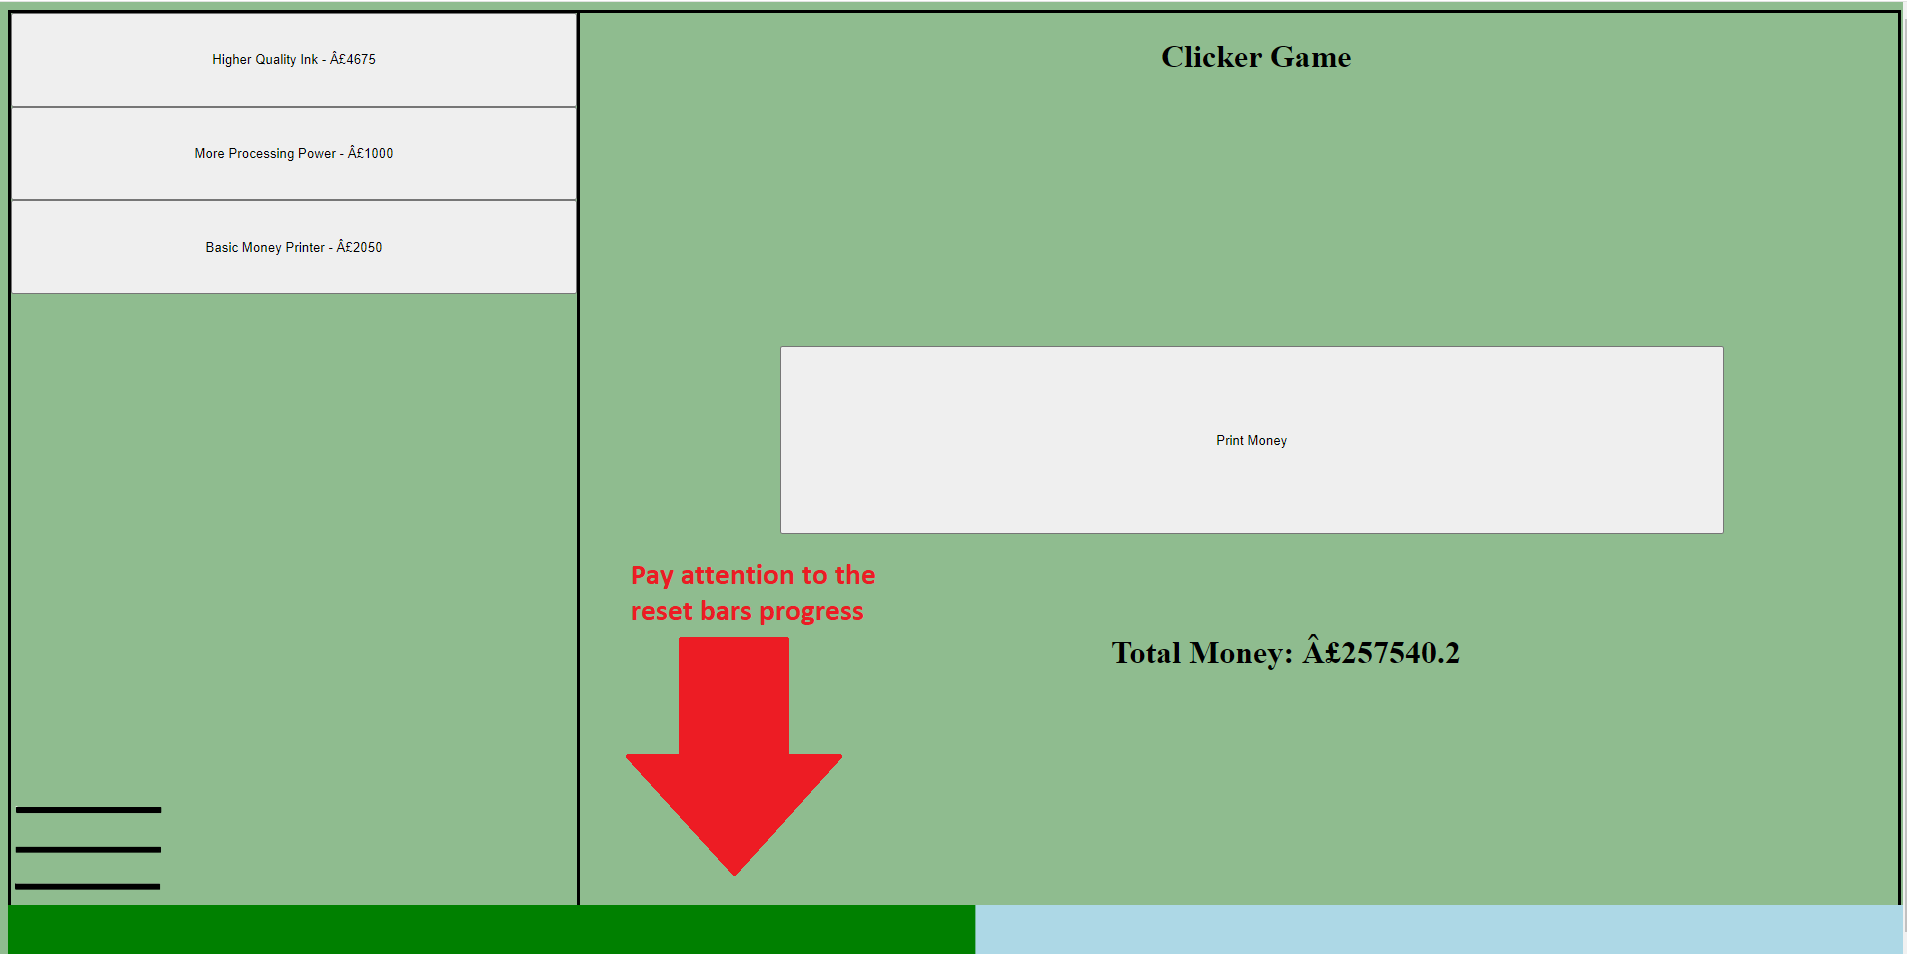 Higher Quality Ink - Â£4675
More Processing Power - Â£1000
Basic Money Printer - Â£2050
Clicker Game
Print Money
Pay attention to the
reset bars progress
Total Money: Â£257540.2